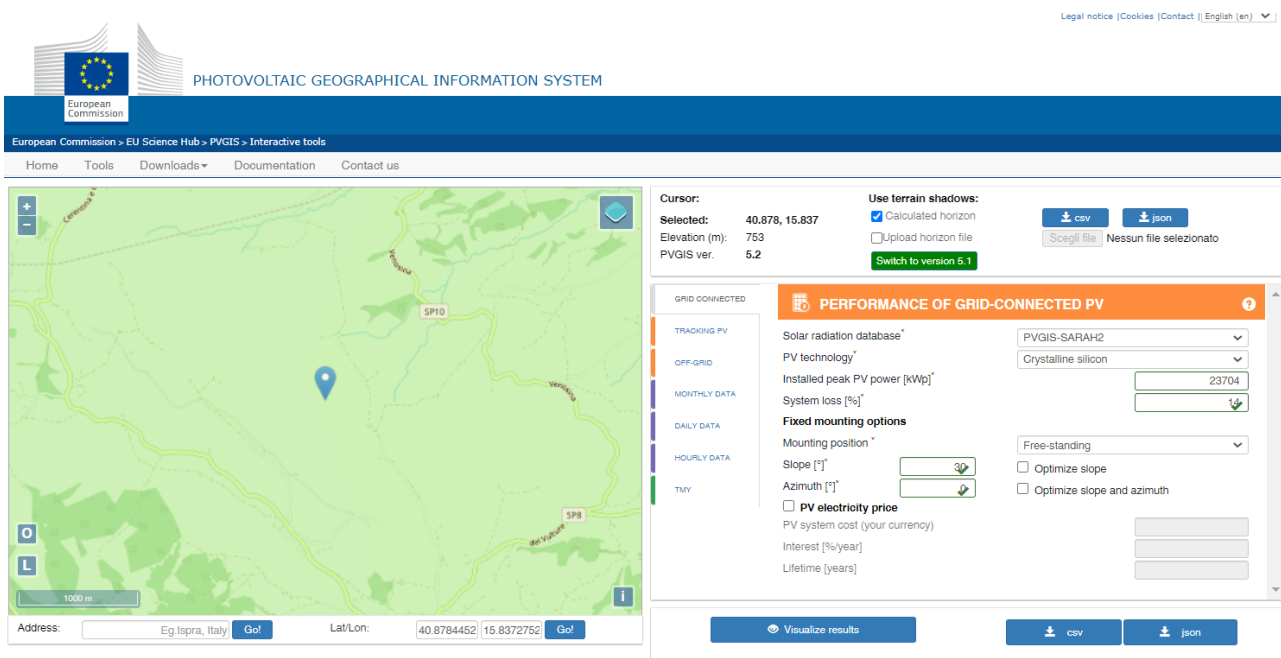 Legal notice |Cookies |Contact | English (en)
European
Commission
PHOTOVOLTAIC GEOGRAPHICAL INFORMATION SYSTEM
European Commission > EU Science Hub > PVGIS > Interactive tools
Home Tools Downloads Documentation Contact us
+
−
Venosina
SP10
Venosina
SP8
del Vulture
O
L
1000 m
i
Address: Eg.Ispra, Italy Go! Lat/Lon: 40.8784452 15.8372752 Go!
Cursor: Use terrain shadows:
Selected: 40.878, 15.837 Calculated horizon csv json
Elevation (m): 753 Upload horizon file Scegli file Nessun file selezionato
PVGIS ver. 5.2 Switch to version 5.1
GRID CONNECTED
TRACKING PV
OFF-GRID
MONTHLY DATA
DAILY DATA
HOURLY DATA
TMY
PERFORMANCE OF GRID-CONNECTED PV ?
Solar radiation database* PVGIS-SARAH2
PV technology* Crystalline silicon
Installed peak PV power [kWp]* 23704
System loss [%]* 14
Fixed mounting options
Mounting position * Free-standing
Slope [°]* 30 Optimize slope
Azimuth [°]* 0 Optimize slope and azimuth
PV electricity price
PV system cost (your currency)
Interest [%/year]
Lifetime [years]
Visualize results csv json